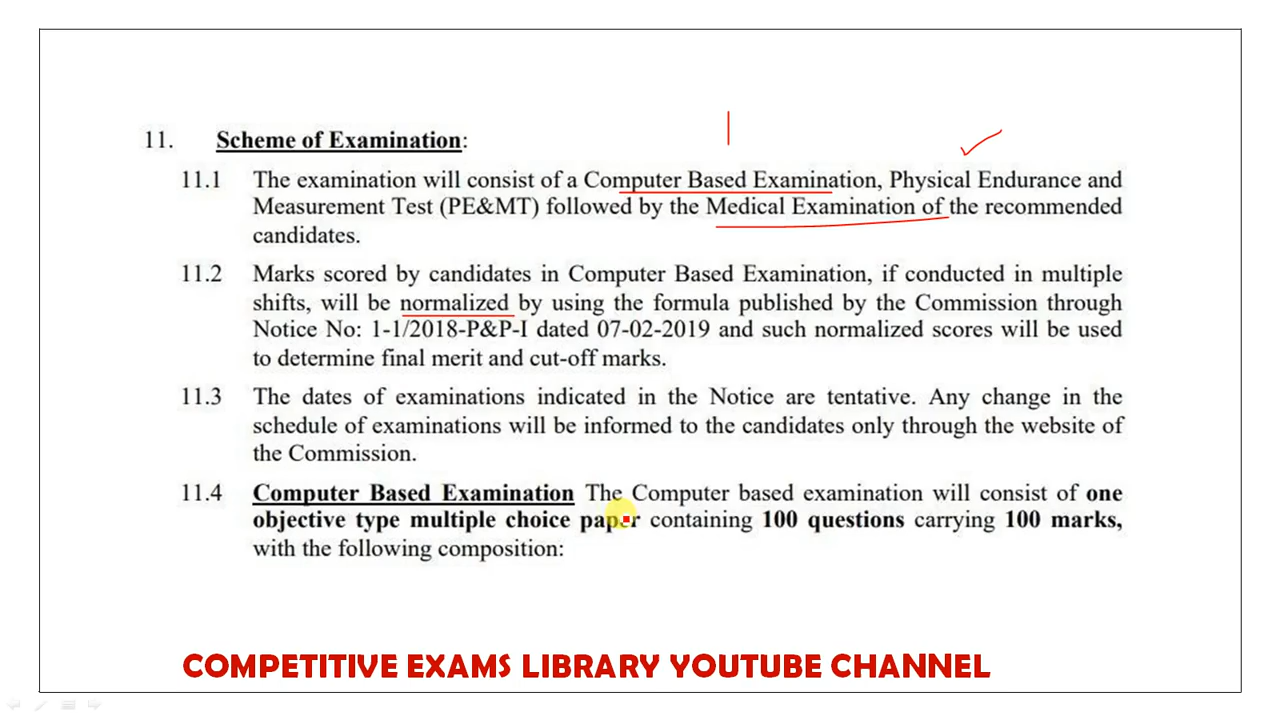 11. Scheme of Examination:
11.1 The examination will consist of a Computer Based Examination, Physical Endurance and
Measurement Test (PE&MT) followed by the Medical Examination of the recommended
candidates.
11.2 Marks scored by candidates in Computer Based Examination, if conducted in multiple
shifts, will be normalized by using the formula published by the Commission through
Notice No: 1-1/2018-P&P-I dated 07-02-2019 and such normalized scores will be used
to determine final merit and cut-off marks.
11.3 The dates of examinations indicated in the Notice are tentative. Any change in the
schedule of examinations will be informed to the candidates only through the website of
the Commission.
11.4 Computer Based Examination The Computer based examination will consist of one
objective type multiple choice paper containing 100 questions carrying 100 marks,
with the following composition:
COMPETITIVE EXAMS LIBRARY YOUTUBE CHANNEL